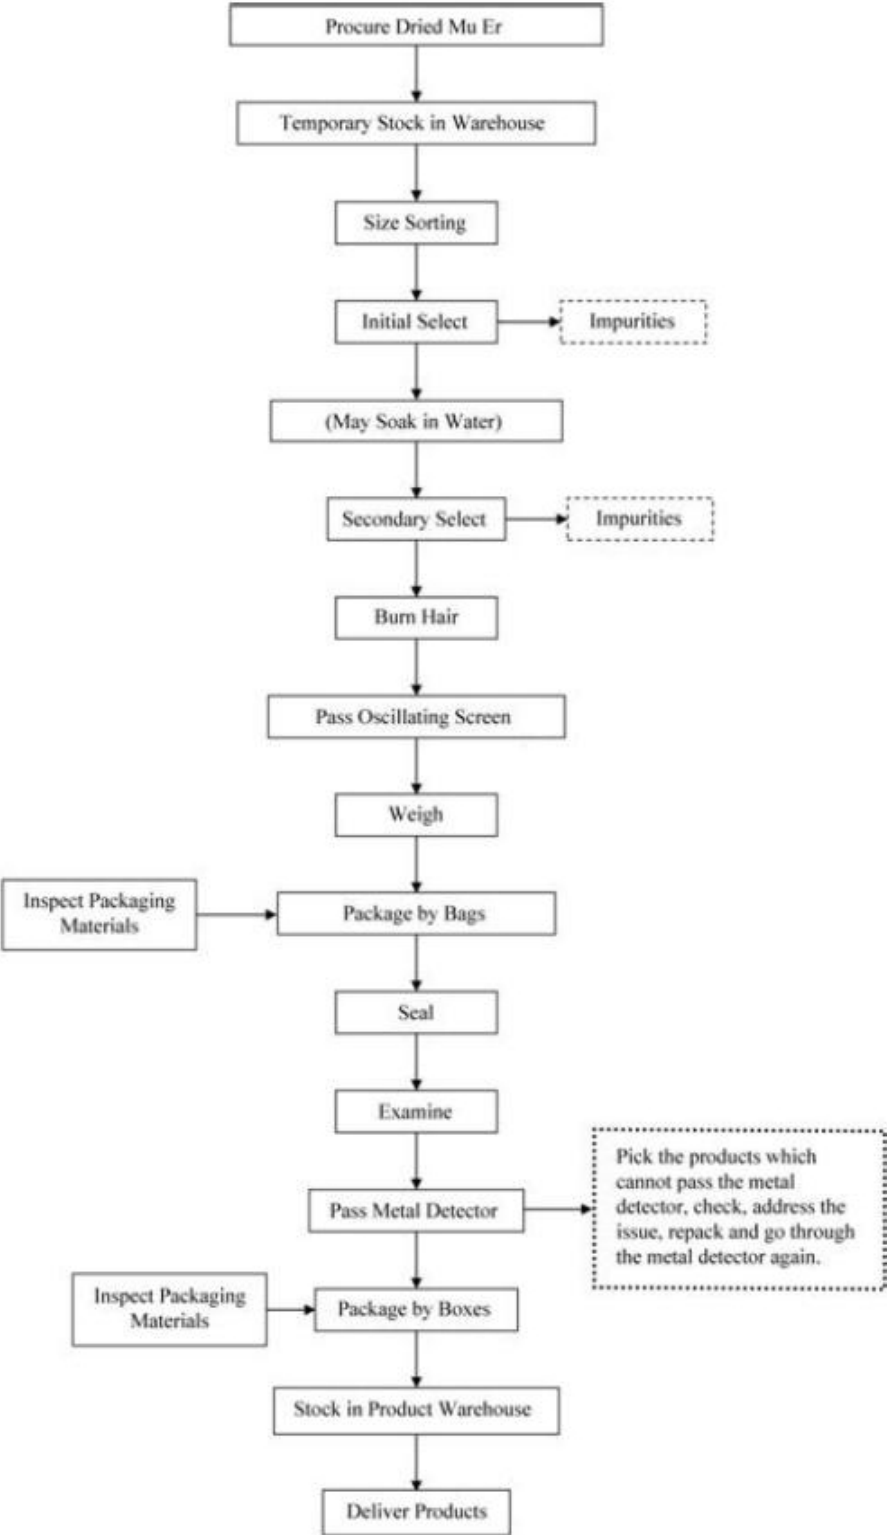 Procure Dried Mu Er
Temporary Stock in Warehouse
Size Sorting
Initial Select
Impurities
(May Soak in Water)
Secondary Select
Impurities
Burn Hair
Pass Oscillating Screen
Weigh
Inspect Packaging
Materials
Package by Bags
Seal
Examine
Pass Metal Detector
Pick the products which
cannot pass the metal
detector, check, address the
issue, repack and go through
the metal detector again.
Inspect Packaging
Materials
Package by Boxes
Stock in Product Warehouse
Deliver Products